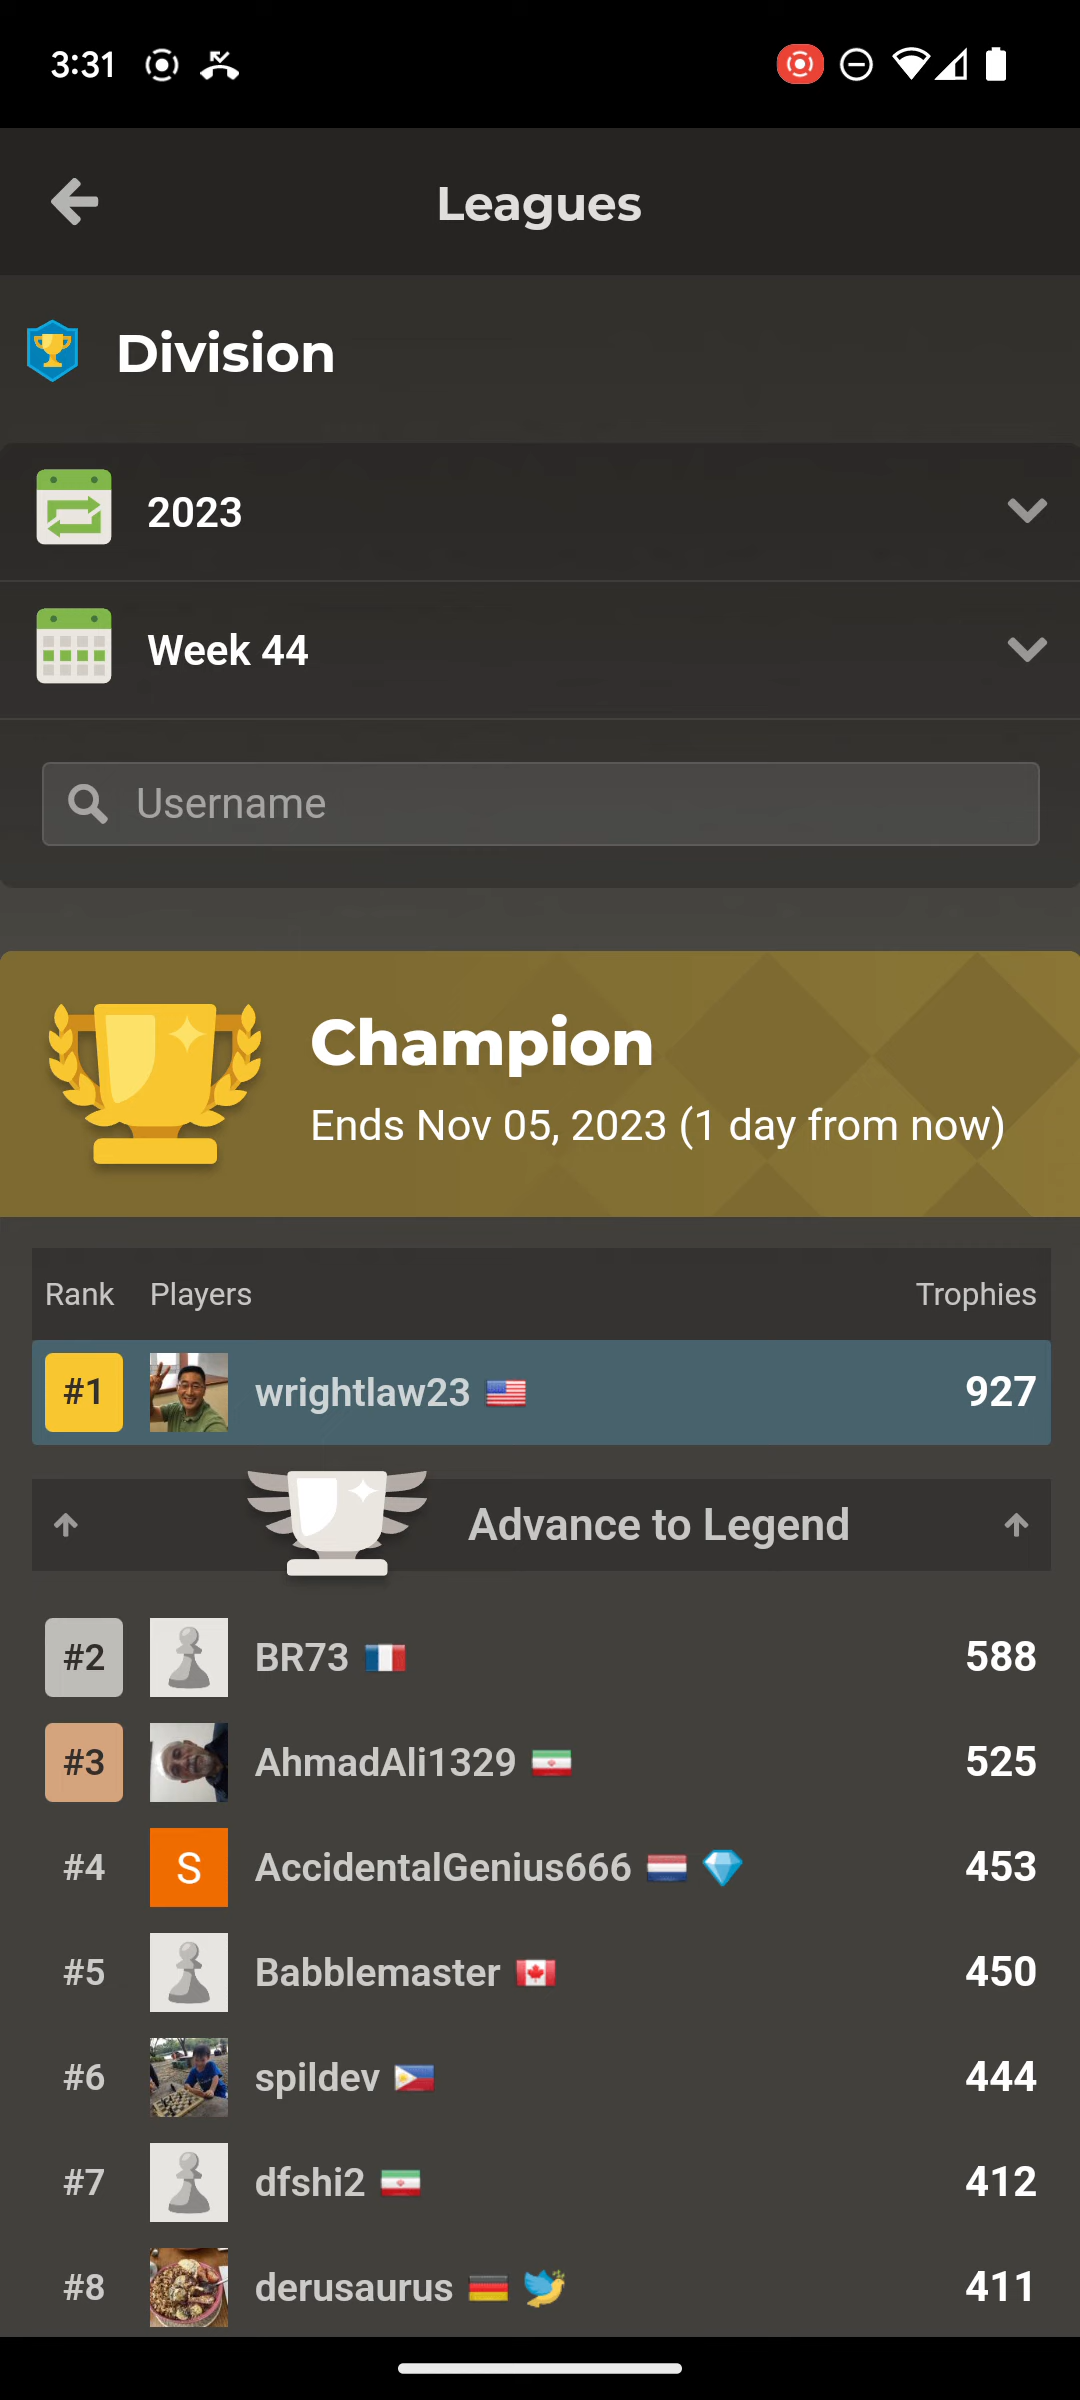 3:31
Leagues
Division
2023
Week 44
Username
Champion
Ends Nov 05, 2023 (1 day from now)
Rank Players Trophies
#1 wrightlaw23 927
Advance to Legend
#2 BR73 588
#3 AhmadAli1329 525
#4 S AccidentalGenius666 453
#5 Babblemaster 450
#6 spildev 444
#7 dfshi2 412
#8 derusaurus 411